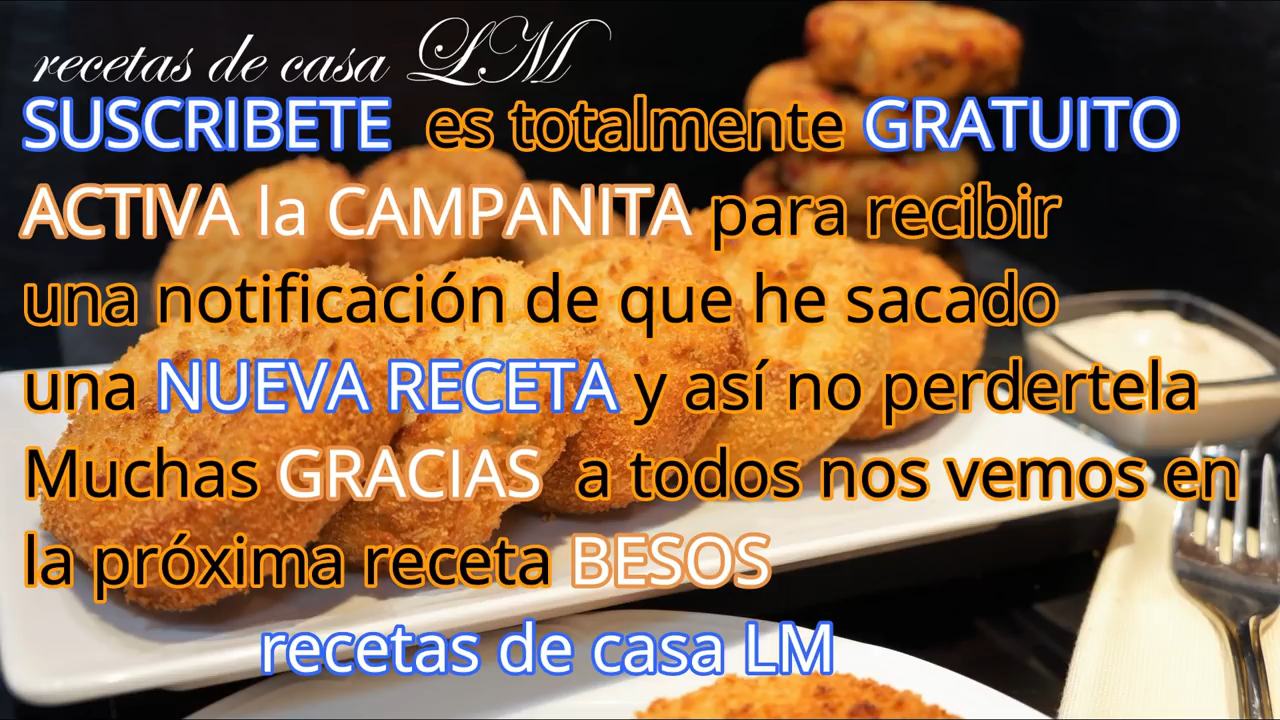 recetas de casa LM
SUSCRIBETE es totalmente GRATUITO
ACTIVA la CAMPANITA para recibir
una notificación de que he sacado
una NUEVA RECETA y así no perdertela
Muchas GRACIAS a todos nos vemos en
la próxima receta BESOS
recetas de casa LM